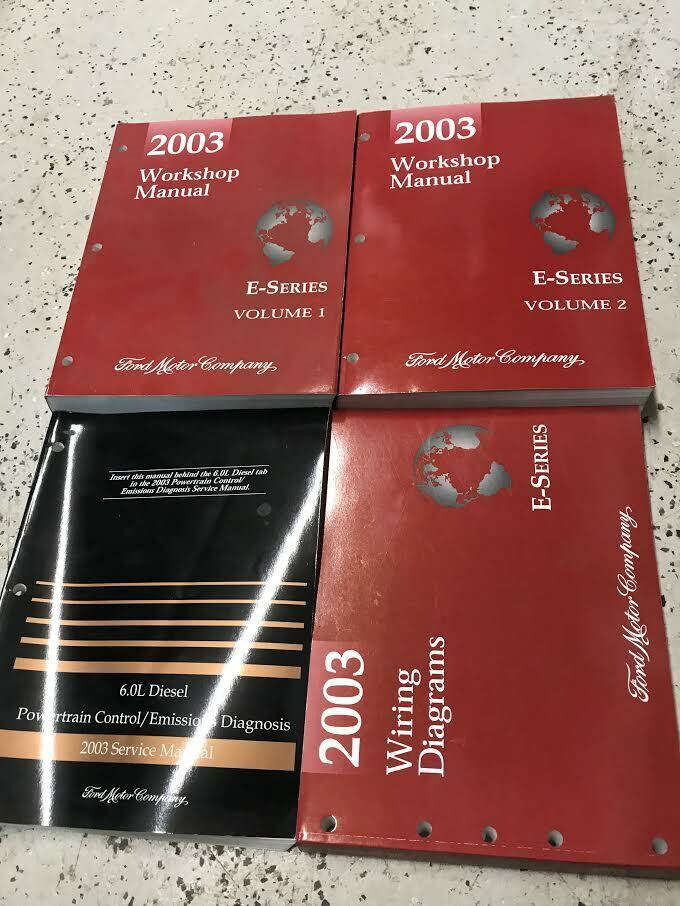 2003
Workshop
Manual
E-SERIES
VOLUME 1
Ford Motor Company
2003
Workshop
Manual
E-SERIES
VOLUME 2
Ford Motor Company
Insert this manual behind the 6.0L Diesel tab
in the 2003 Powertrain Control/
Emissions Diagnosis Service Manual.
6.0L Diesel
Powertrain Control/Emissions Diagnosis
2003 Service Manual
Ford Motor Company
2003
Wiring
Diagrams
E-SERIES
Ford Motor Company